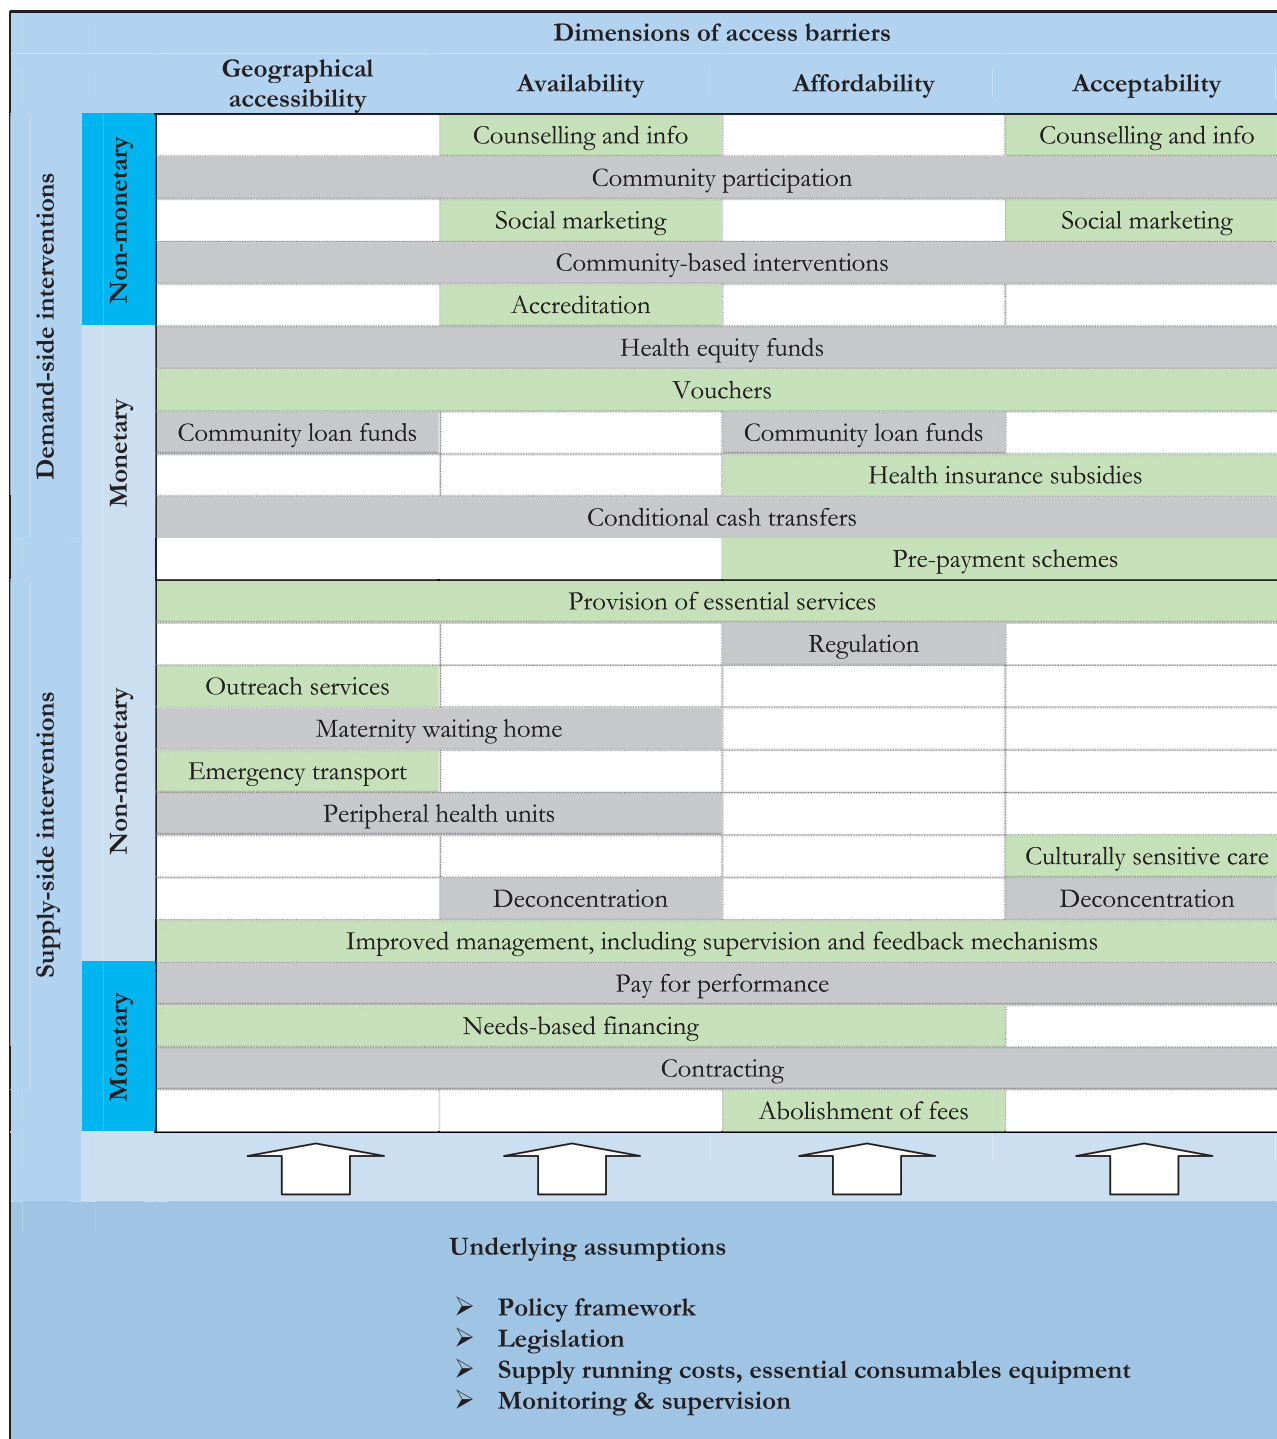 Dimensions of access barriers
Geographical
accessibility
Availability
Affordability
Acceptability
Demand-side interventions
Non-monetary
Counselling and info
Counselling and info
Community participation
Social marketing
Social marketing
Community-based interventions
Accreditation
Monetary
Health equity funds
Vouchers
Community loan funds
Community loan funds
Health insurance subsidies
Conditional cash transfers
Pre-payment schemes
Supply-side interventions
Non-monetary
Provision of essential services
Regulation
Outreach services
Maternity waiting home
Emergency transport
Peripheral health units
Culturally sensitive care
Deconcentration
Deconcentration
Improved management, including supervision and feedback mechanisms
Monetary
Pay for performance
Needs-based financing
Contracting
Abolishment of fees
Underlying assumptions
➢ Policy framework
➢ Legislation
➢ Supply running costs, essential consumables equipment
➢ Monitoring & supervision